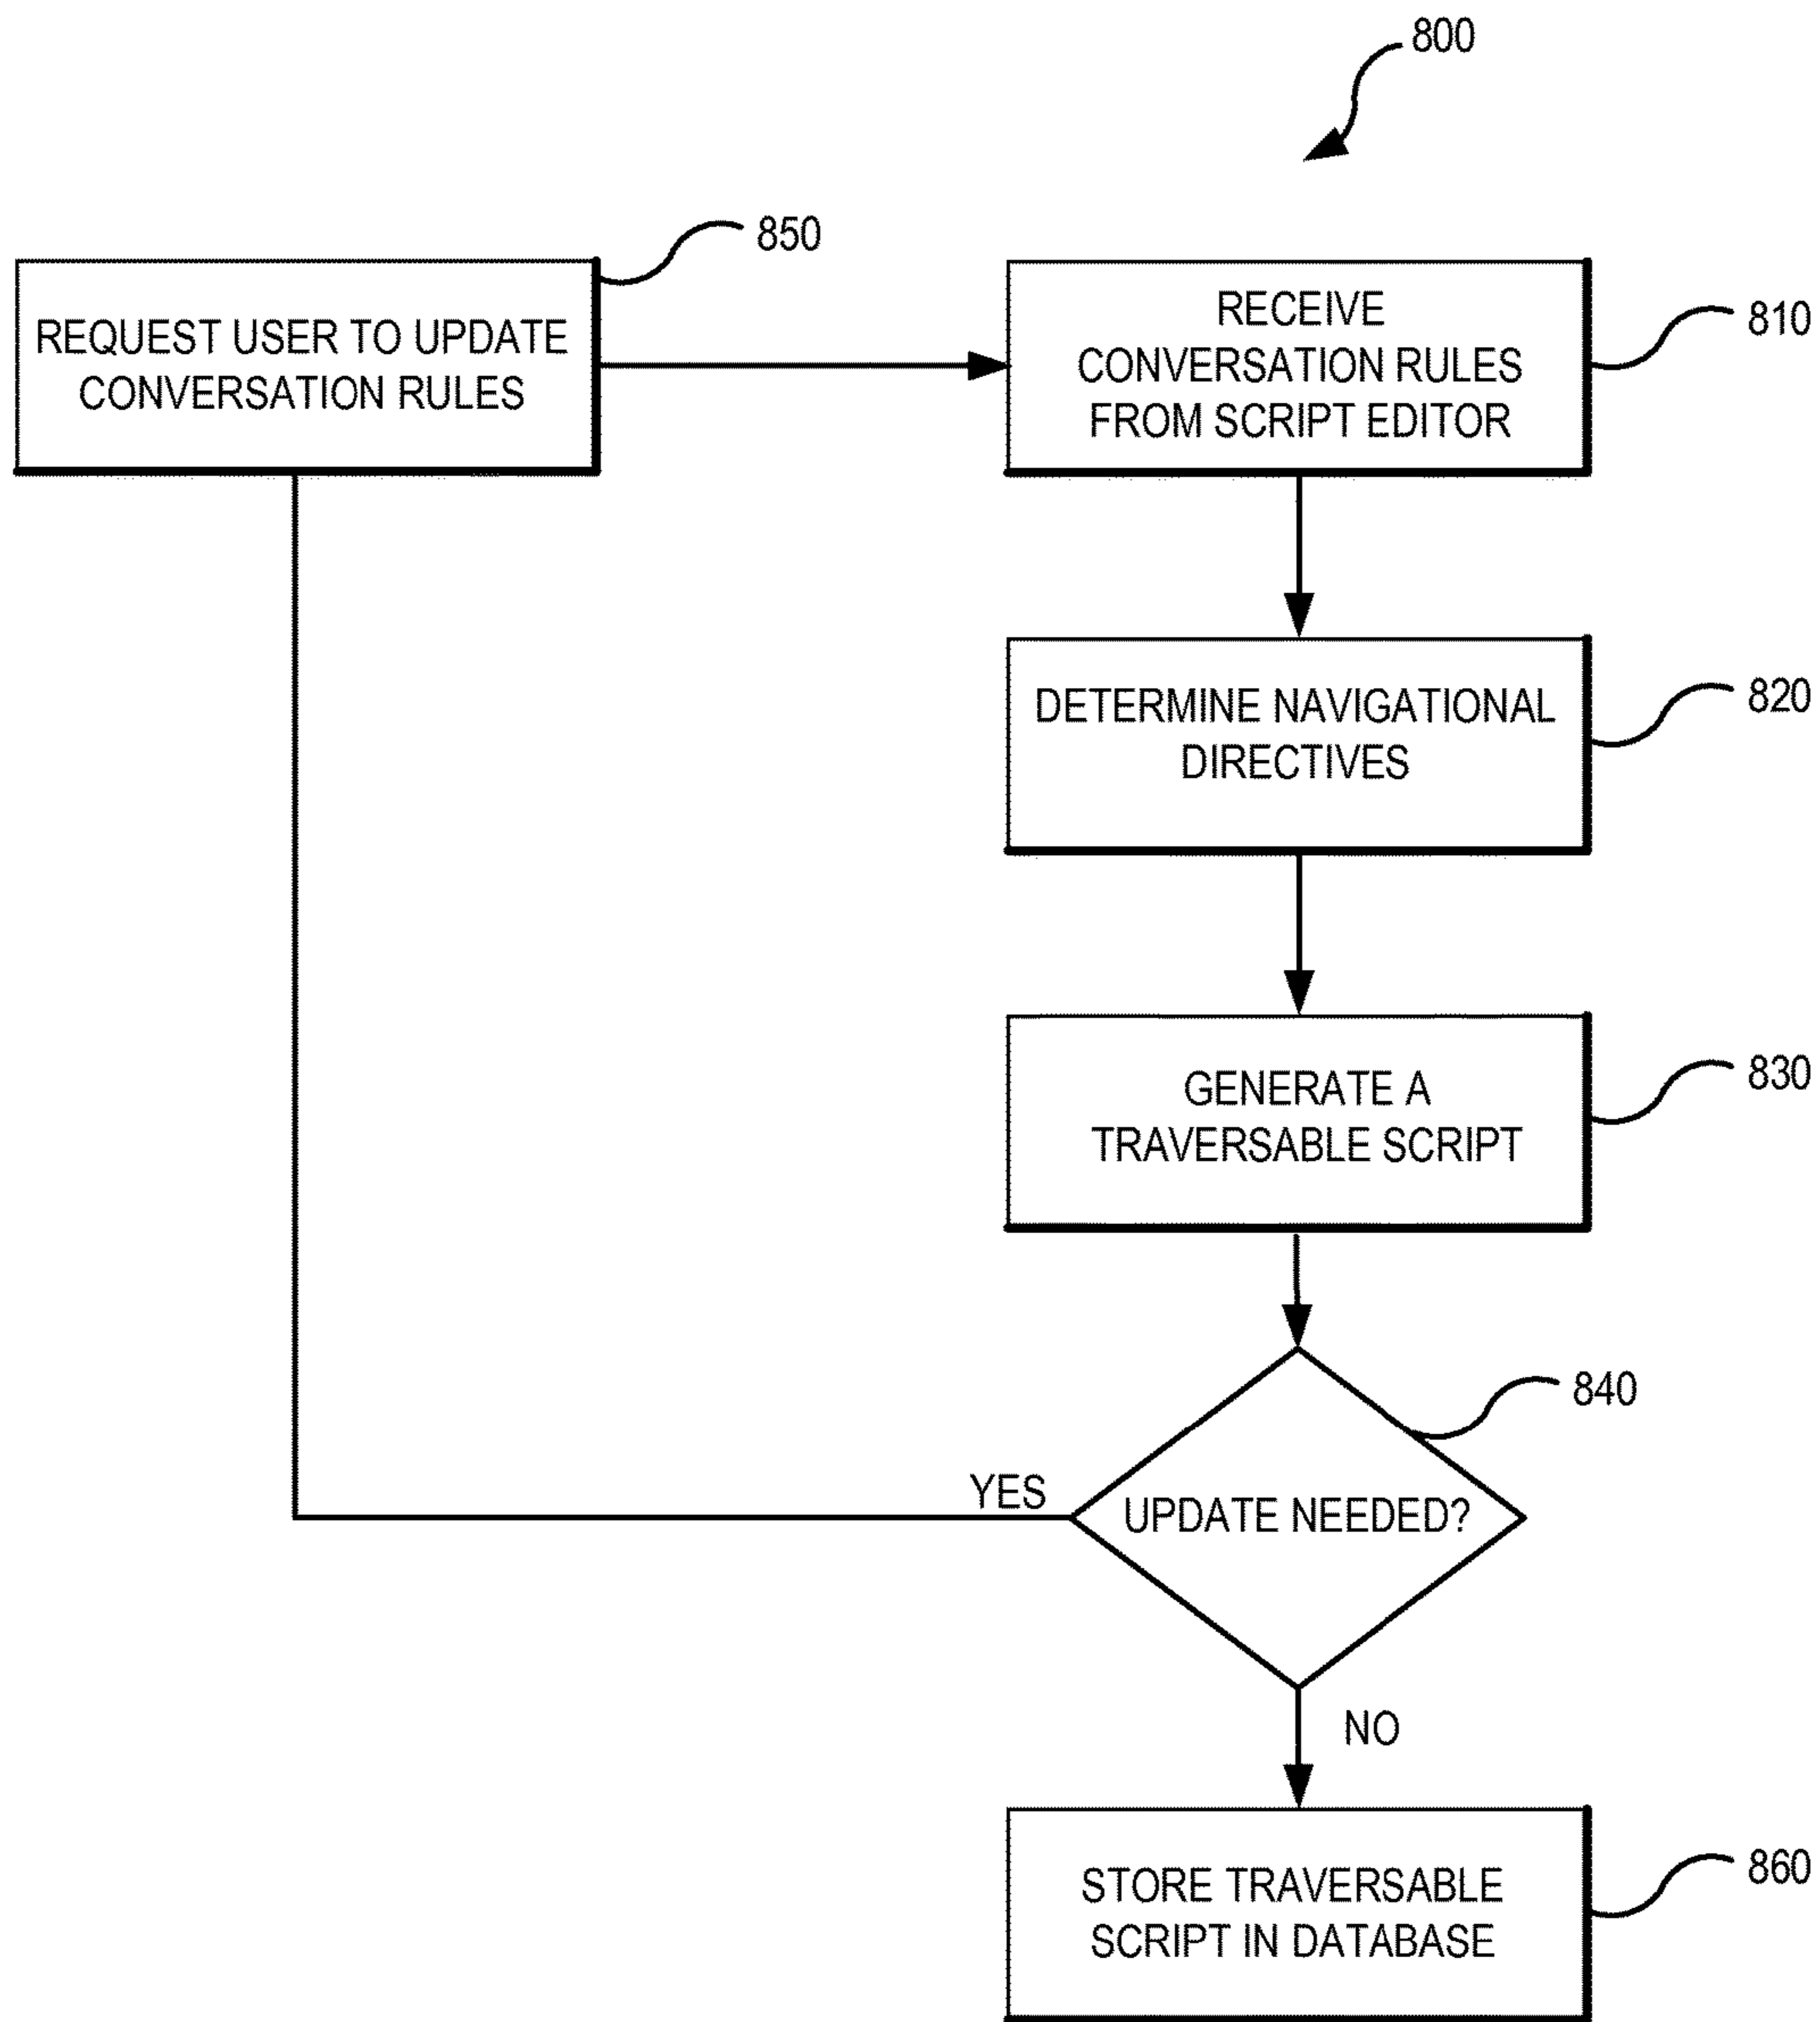 800
850
REQUEST USER TO UPDATE
CONVERSATION RULES
RECEIVE
CONVERSATION RULES
FROM SCRIPT EDITOR
810
DETERMINE NAVIGATIONAL
DIRECTIVES
820
GENERATE A
TRAVERSABLE SCRIPT
830
840
YES
UPDATE NEEDED?
NO
STORE TRAVERSABLE
SCRIPT IN DATABASE
860